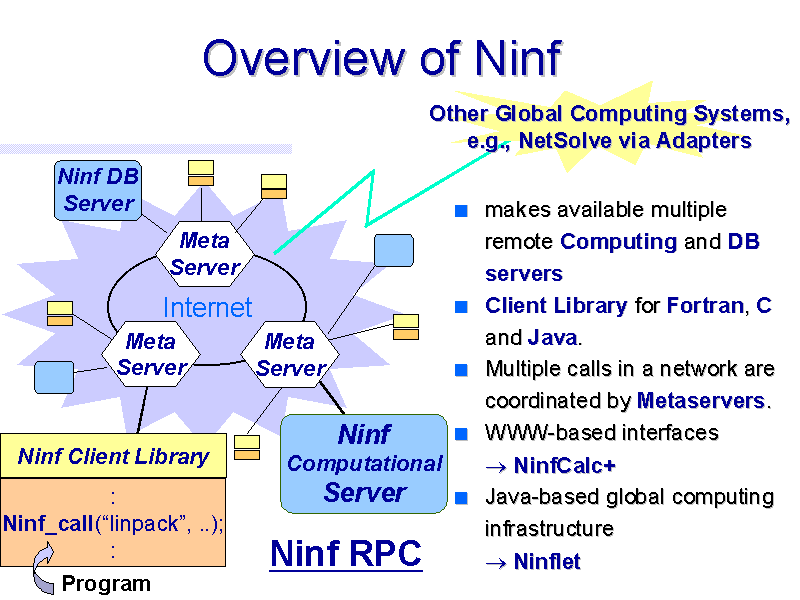 Overview of Ninf
Other Global Computing Systems,
e.g., NetSolve via Adapters
Ninf DB
Server
Meta
Server
Internet
Meta
Server
Meta
Server
Ninf Client Library
:
Ninf_call(“linpack”, ..);
:
Program
Ninf
Computational
Server
Ninf RPC
■ makes available multiple
remote Computing and DB
servers
■ Client Library for Fortran, C
and Java.
■ Multiple calls in a network are
coordinated by Metaservers.
■ WWW-based interfaces
→ NinfCalc+
■ Java-based global computing
infrastructure
→ Ninflet